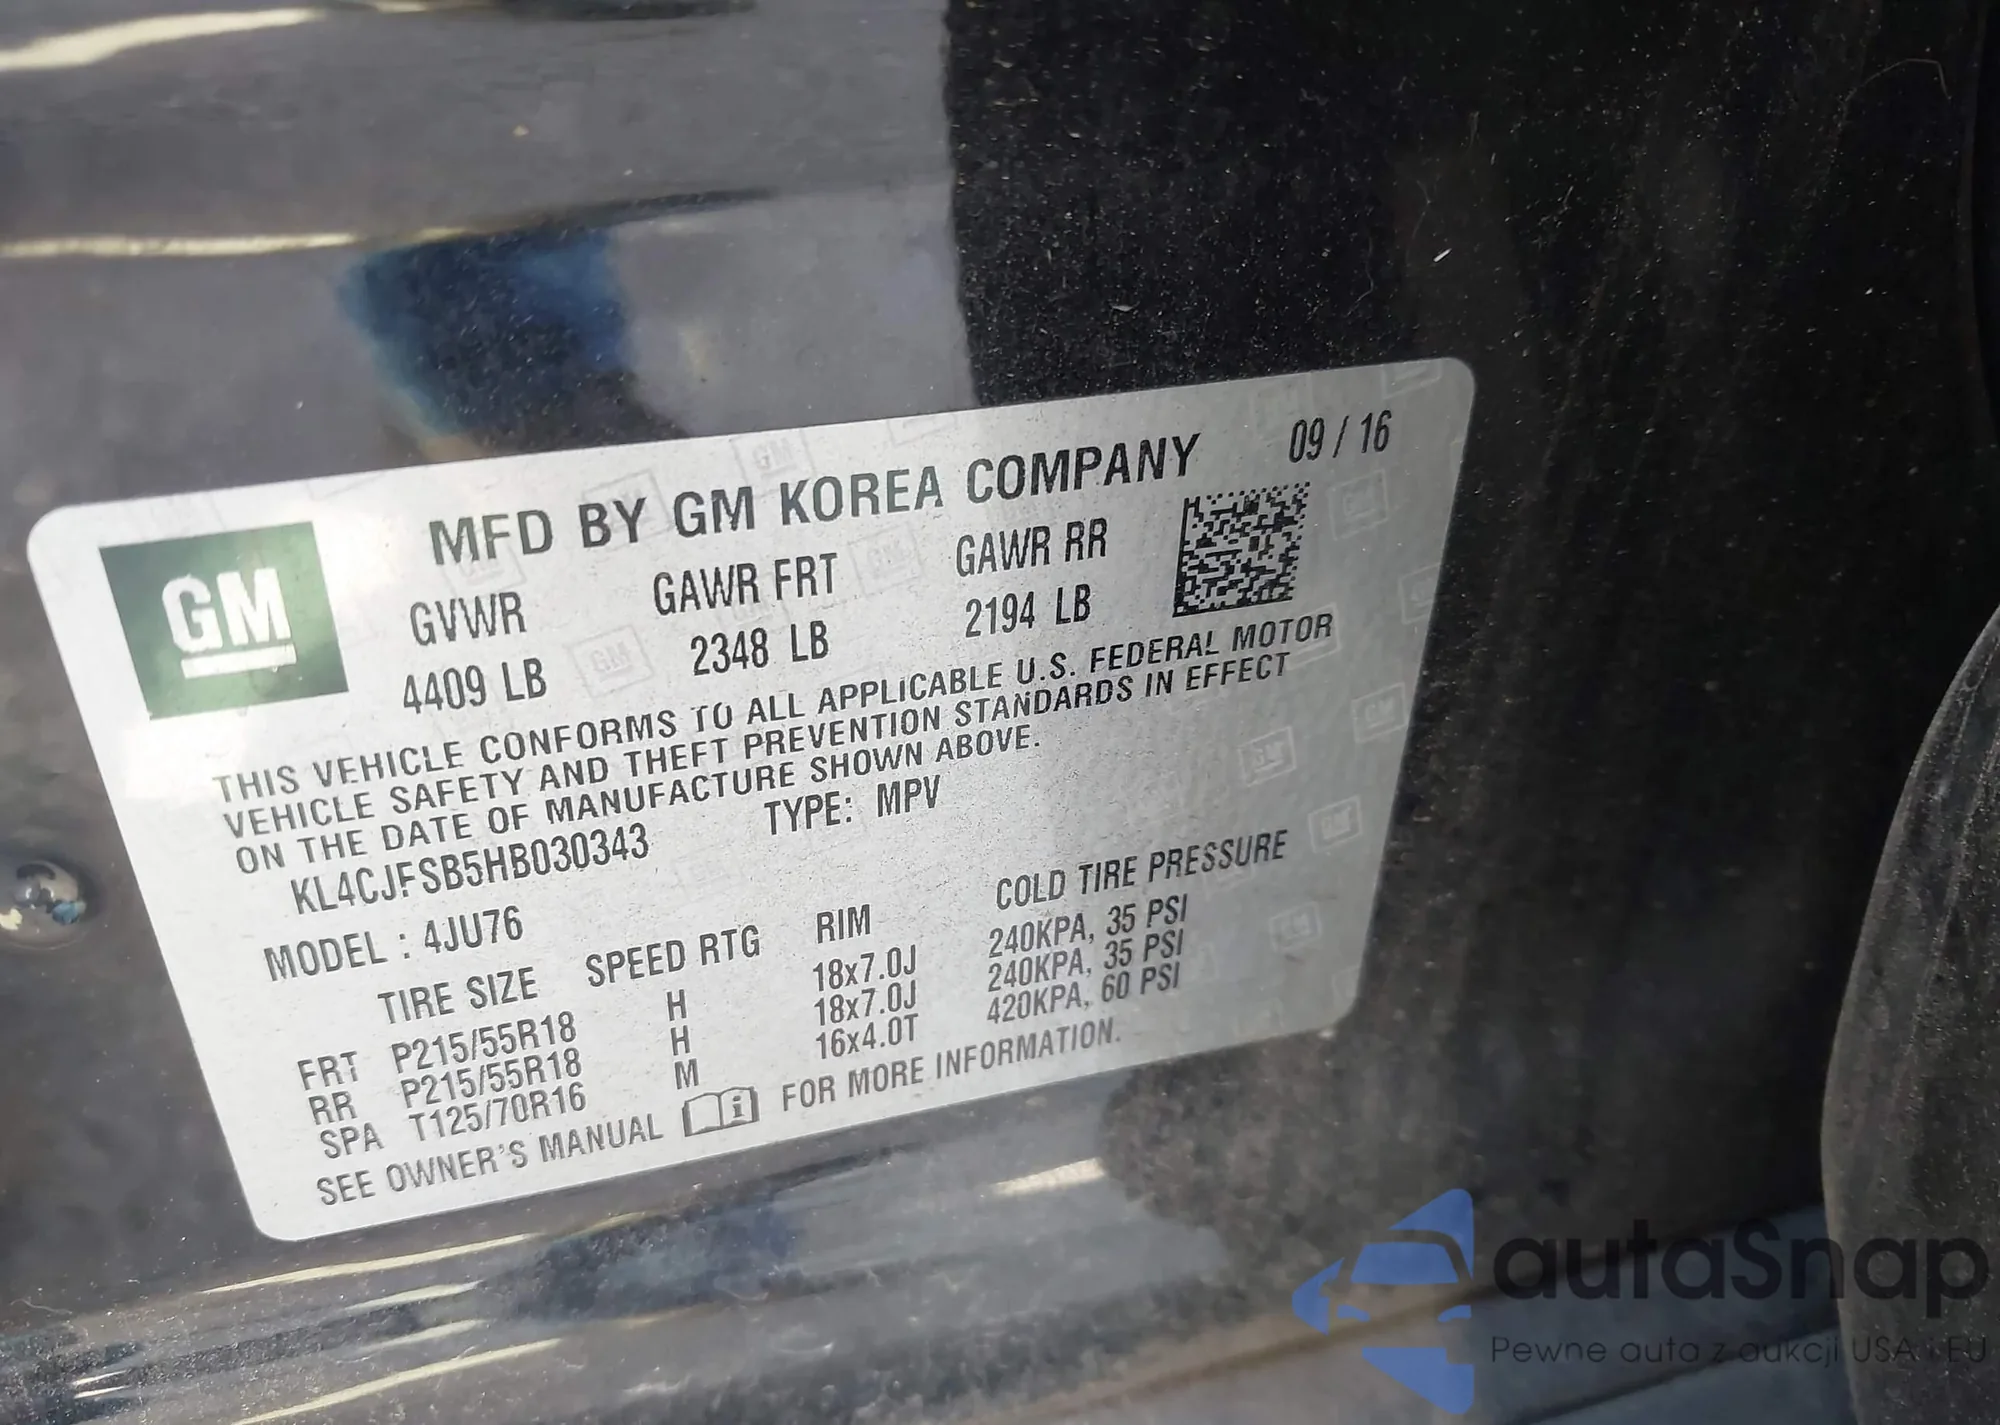 MFD BY GM KOREA COMPANY 09 / 16
GM
GVWR GAWR FRT GAWR RR
4409 LB 2348 LB 2194 LB
THIS VEHICLE CONFORMS TO ALL APPLICABLE U.S. FEDERAL MOTOR
VEHICLE SAFETY AND THEFT PREVENTION STANDARDS IN EFFECT
ON THE DATE OF MANUFACTURE SHOWN ABOVE.
KL4CJFSB5HB030343 TYPE: MPV
MODEL : 4JU76
TIRE SIZE SPEED RTG RIM COLD TIRE PRESSURE
FRT P215/55R18 H 18x7.0J 240KPA, 35 PSI
RR P215/55R18 H 18x7.0J 240KPA, 35 PSI
SPA T125/70R16 M 16x4.0T 420KPA, 60 PSI
SEE OWNER'S MANUAL i FOR MORE INFORMATION.
autaSnap
Pewne auta z aukcji USA i EU